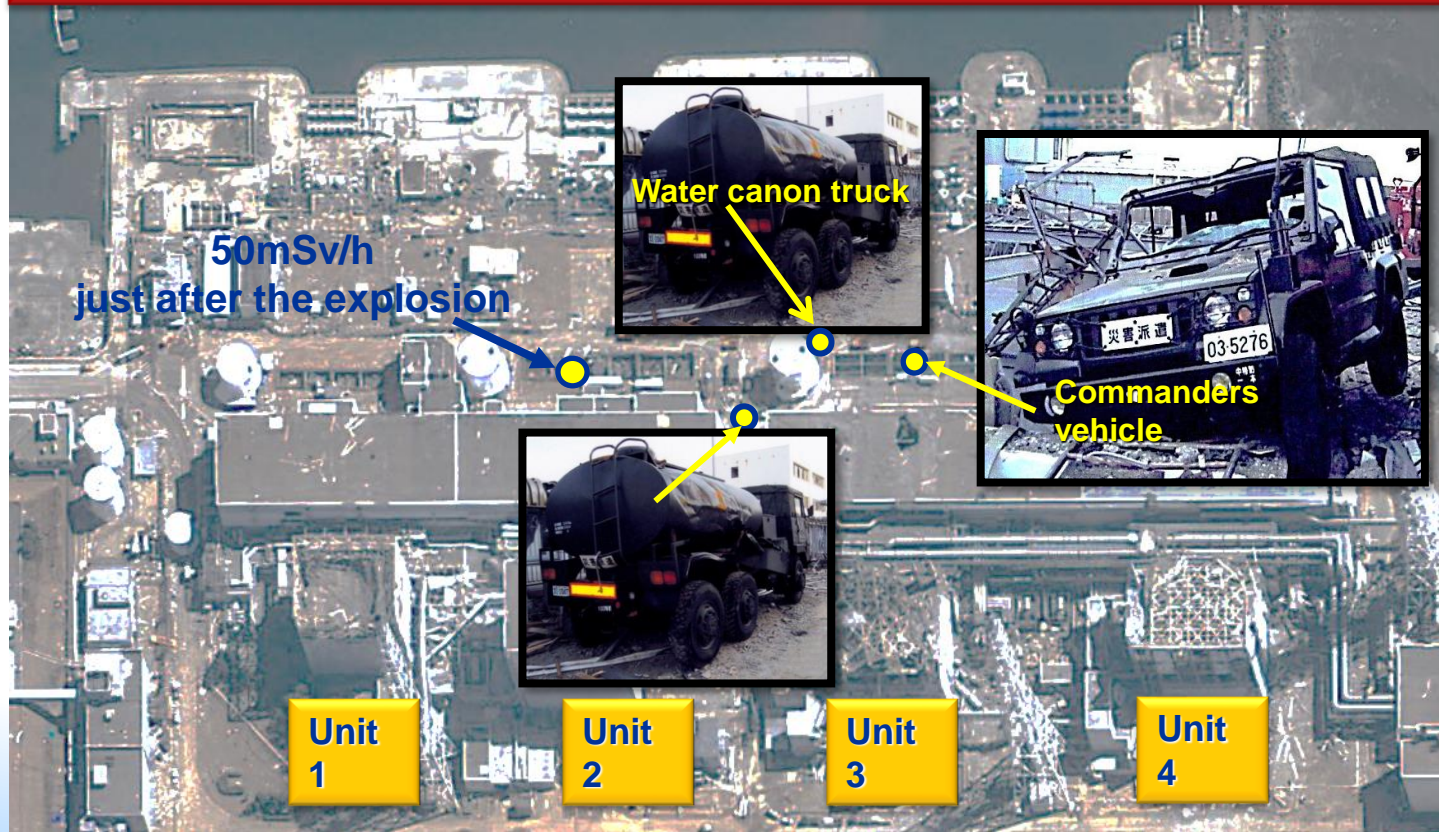 Water canon truck
50mSv/h
just after the explosion
災害派遣
03-5276
Commanders
vehicle
Unit
1
Unit
2
Unit
3
Unit
4